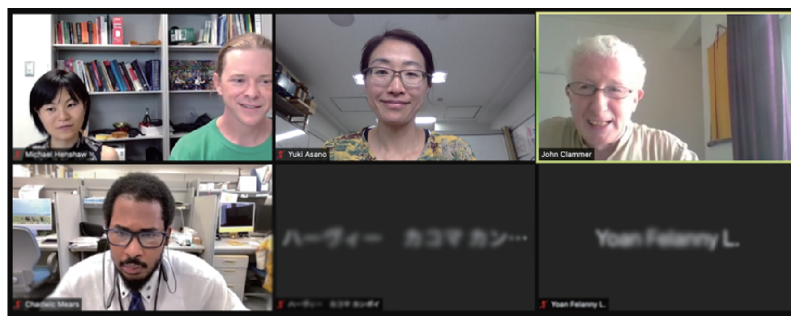 Michael Henshaw
Yuki Asano
John Clammer
Chadwic Mears
ハーヴィー カコマ カン…
Yoan Felanny L.
ハーヴィー カコマ カンボイ
Yoan Felanny L.